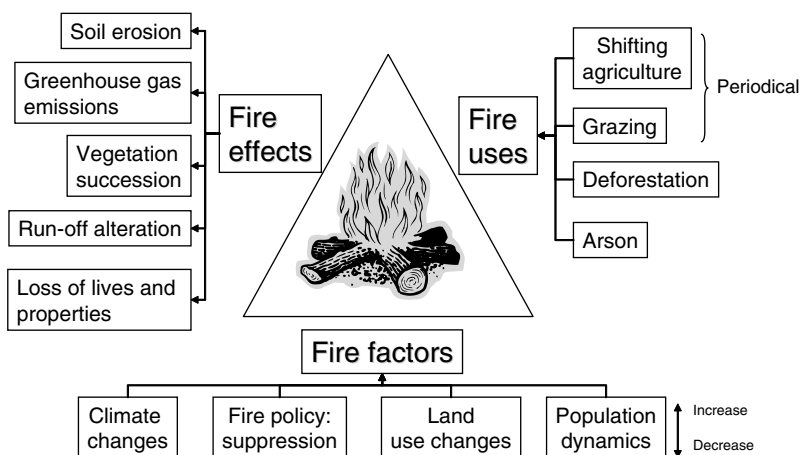 Soil erosion
Greenhouse gas
emissions
Vegetation
succession
Run-off alteration
Loss of lives and
properties
Fire
effects
Fire
uses
Shifting
agriculture
Grazing
Periodical
Deforestation
Arson
Fire factors
Climate
changes
Fire policy:
suppression
Land
use changes
Population
dynamics
Increase
Decrease